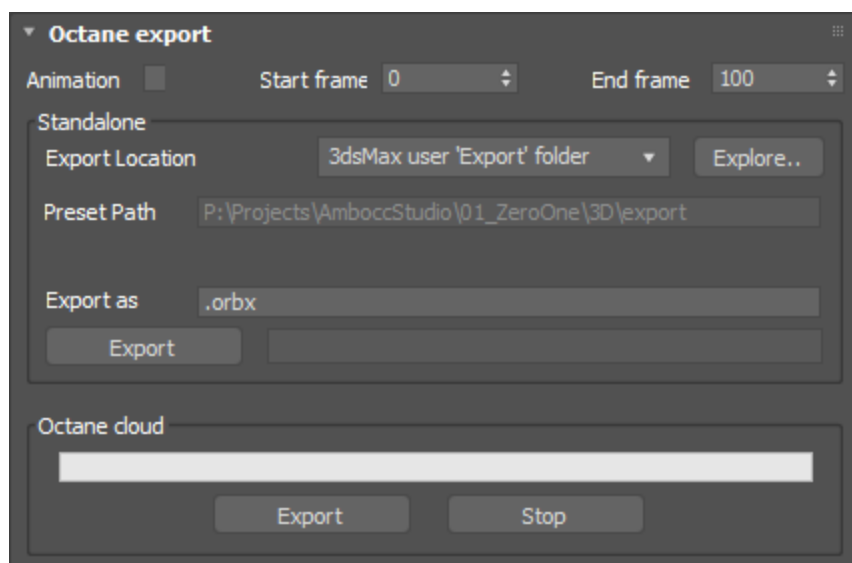 Octane export
Animation Start frame 0 End frame 100
Standalone
Export Location 3dsMax user 'Export' folder Explore..
Preset Path P:\Projects\AmboccStudio\01_ZeroOne\3D\export
Export as .orbx
Export
Octane cloud
Export Stop